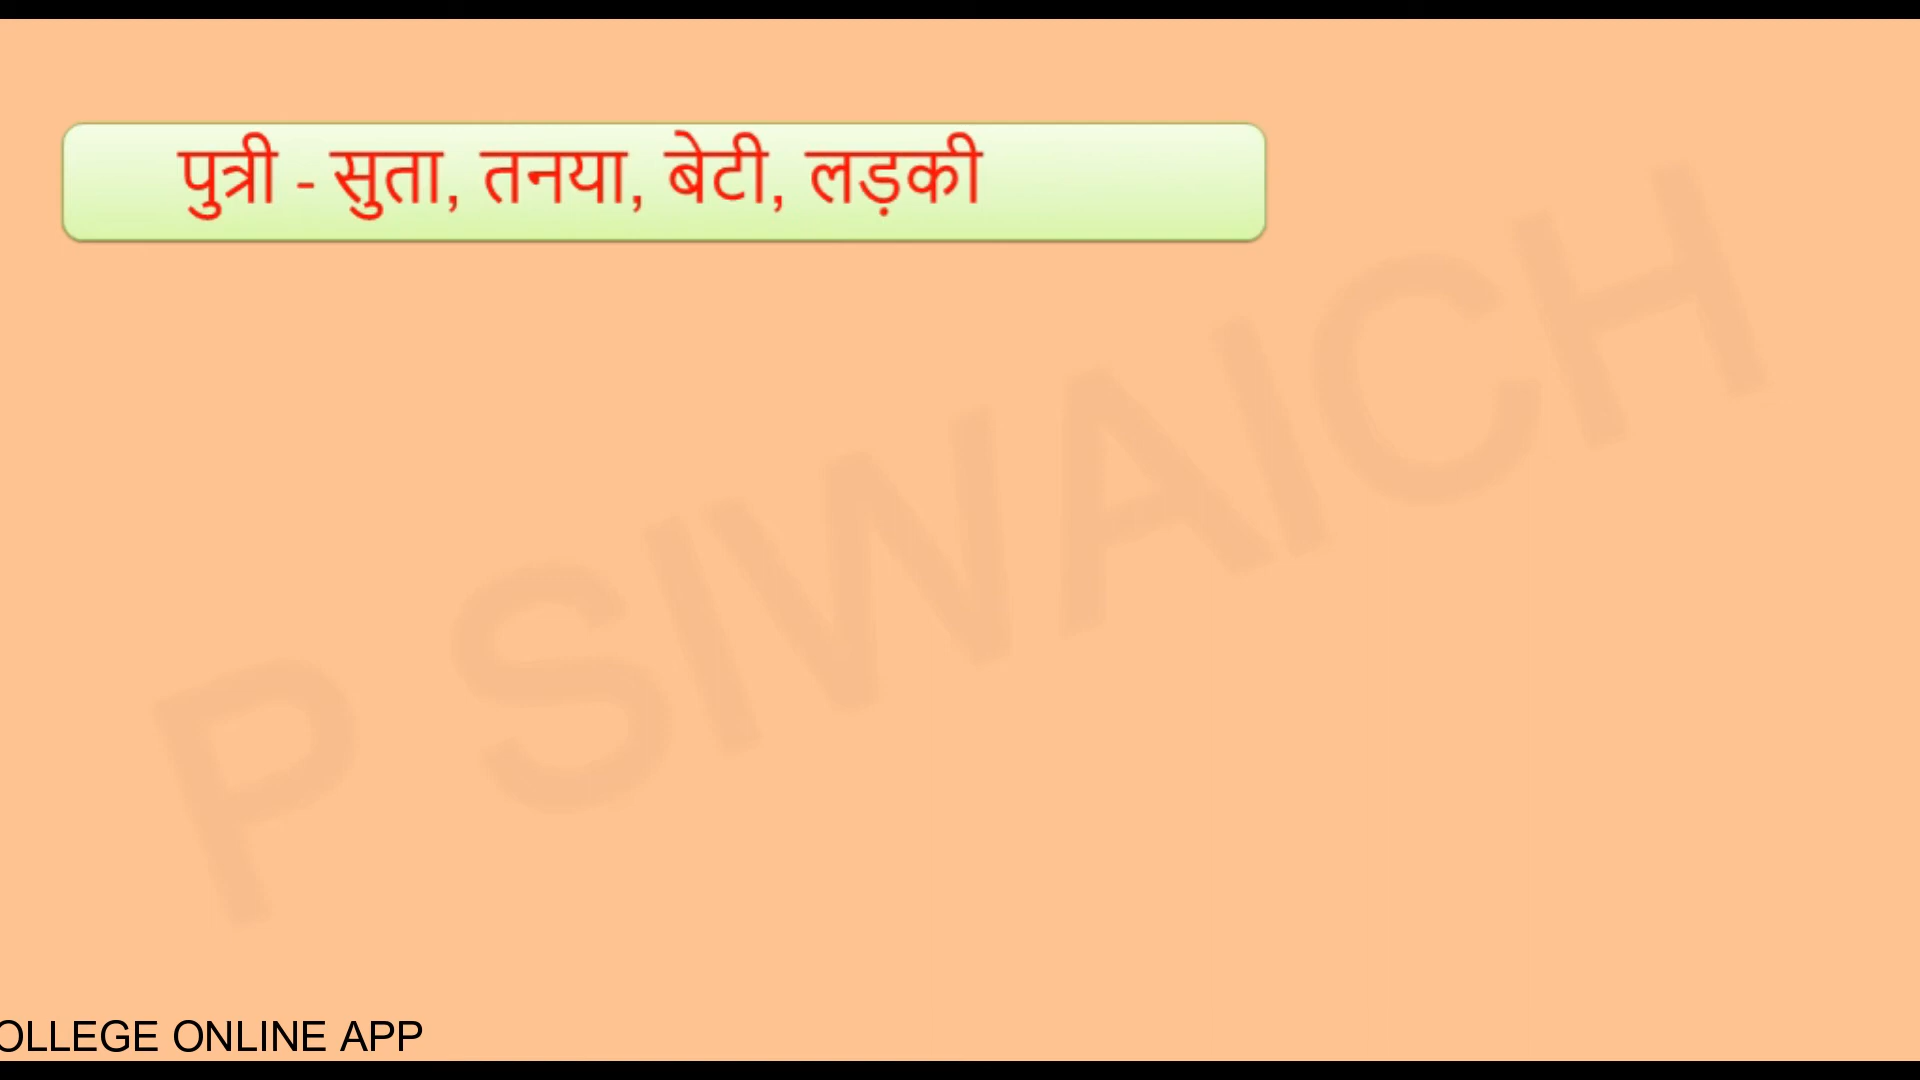 पुत्री - सुता, तनया, बेटी, लड़की
P SIWAICH
OLLEGE ONLINE APP